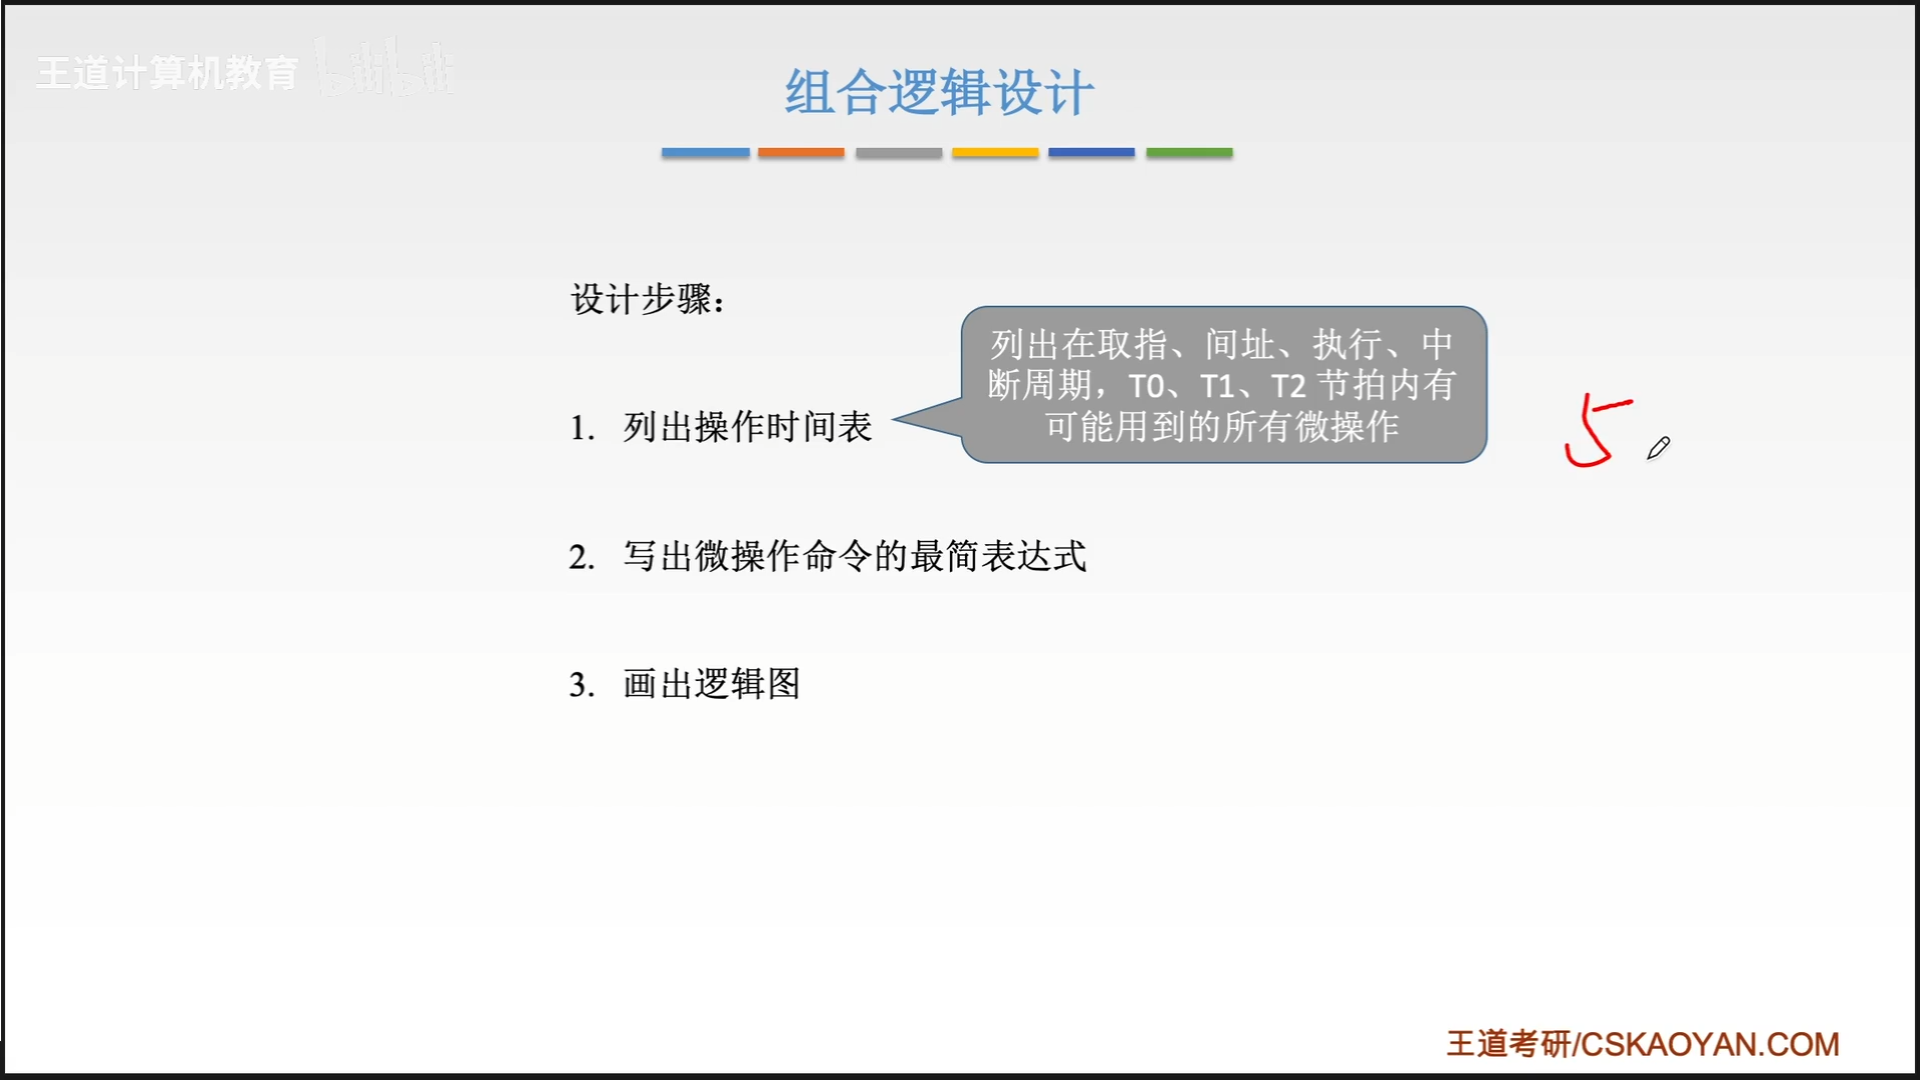 王道计算机教育 bilibili
组合逻辑设计
设计步骤：
列出在取指、间址、执行、中
断周期，T0、T1、T2 节拍内有
可能用到的所有微操作
1. 列出操作时间表
5
2. 写出微操作命令的最简表达式
3. 画出逻辑图
王道考研/CSKAOYAN.COM